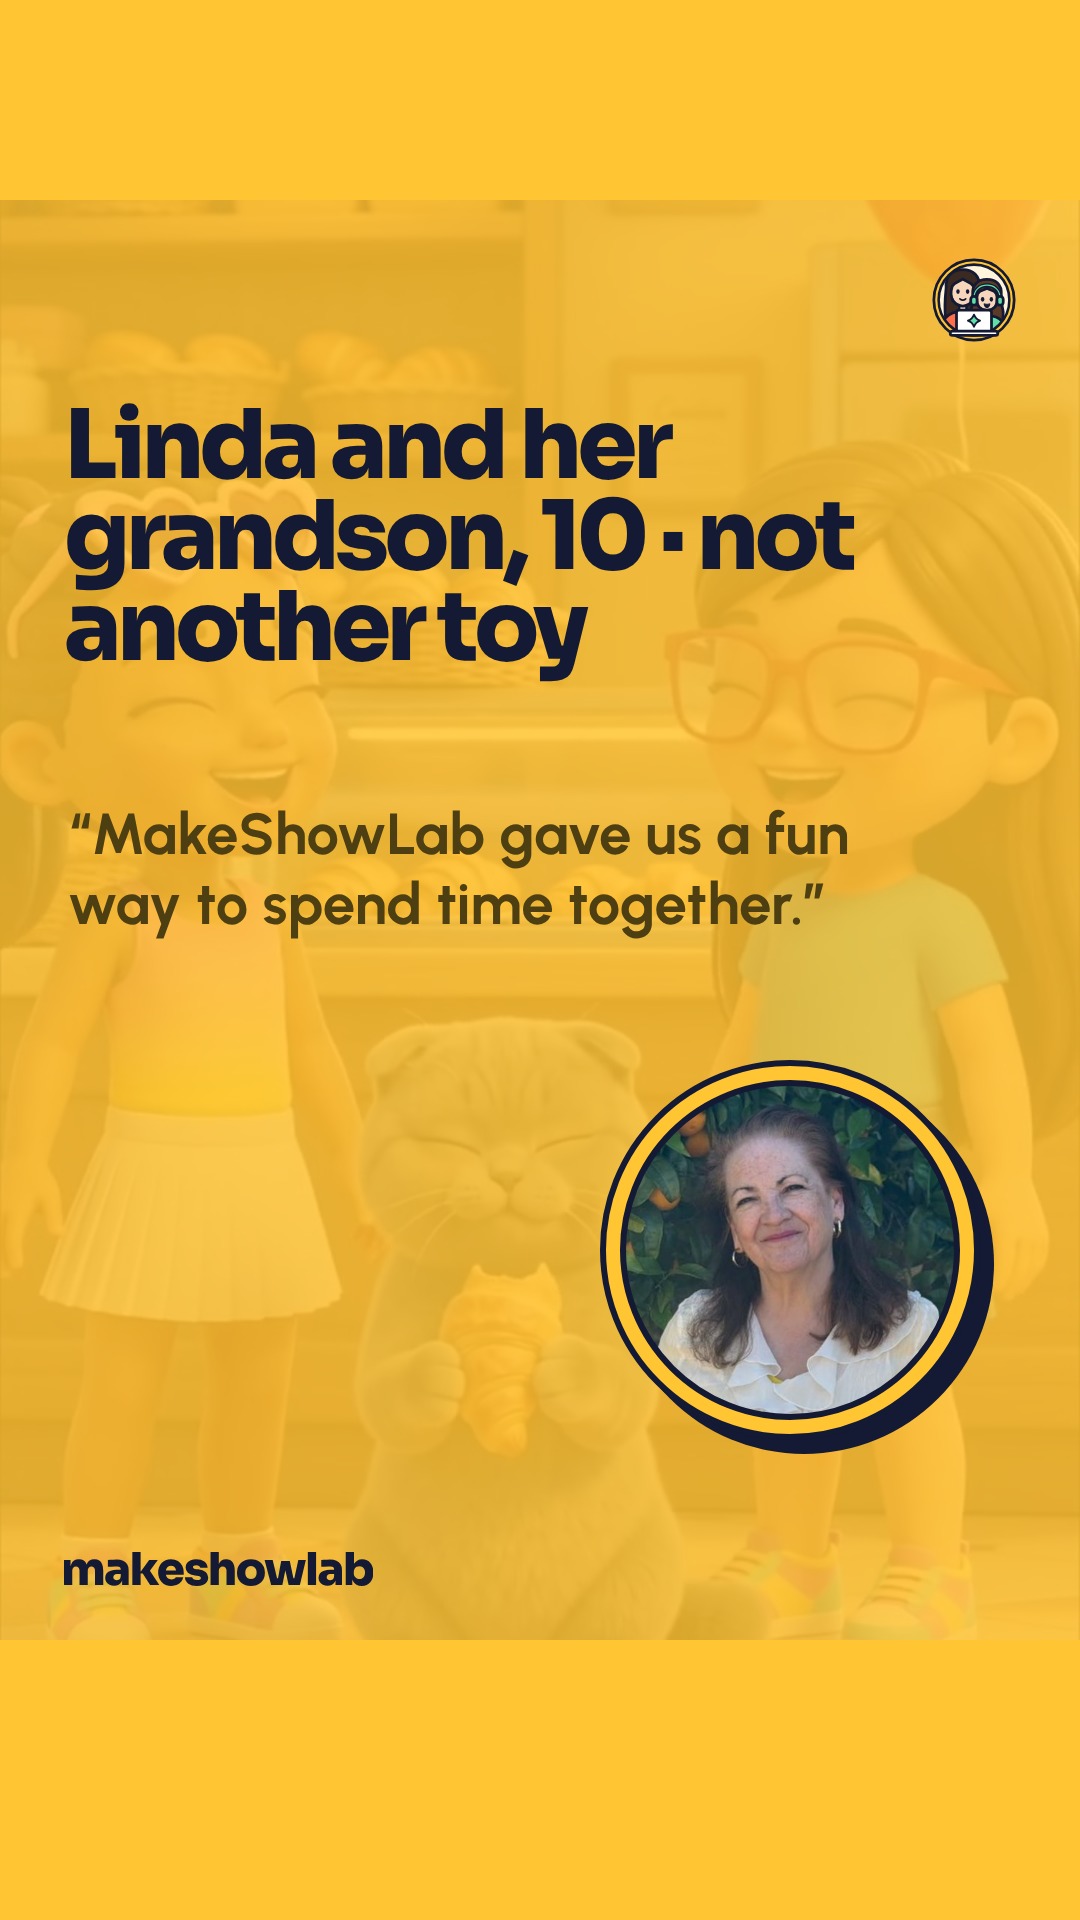 Linda and her
grandson, 10 · not
another toy
“MakeShowLab gave us a fun
way to spend time together.”
makeshowlab